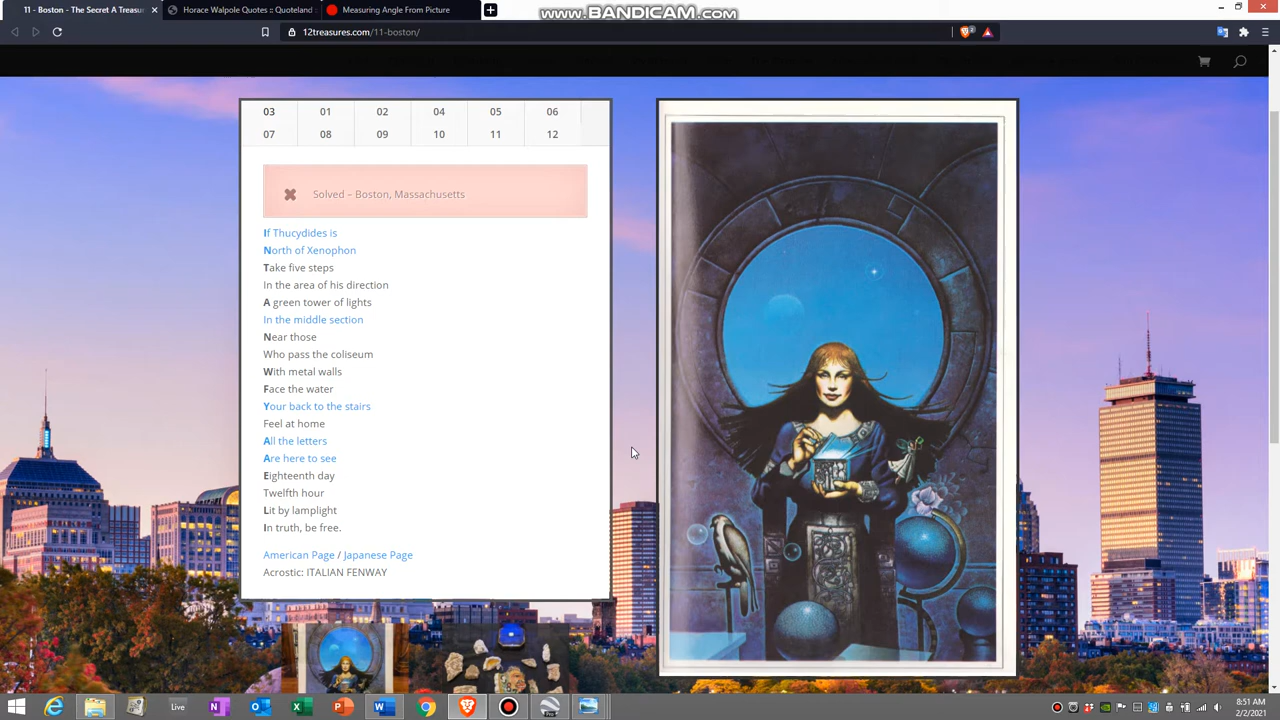 www.BANDICAM.com
11 - Boston - The Secret A Treasu
Horace Walpole Quotes :: Quoteland
Measuring Angle From Picture
12treasures.com/11-boston/
03 01 02 04 05 06
07 08 09 10 11 12
Solved – Boston, Massachusetts
If Thucydides is
North of Xenophon
Take five steps
In the area of his direction
A green tower of lights
In the middle section
Near those
Who pass the coliseum
With metal walls
Face the water
Your back to the stairs
Feel at home
All the letters
Are here to see
Eighteenth day
Twelfth hour
Lit by lamplight
In truth, be free.
American Page / Japanese Page
Acostic: ITALIAN FENWAY
Live
8:51 AM
2/2/2021